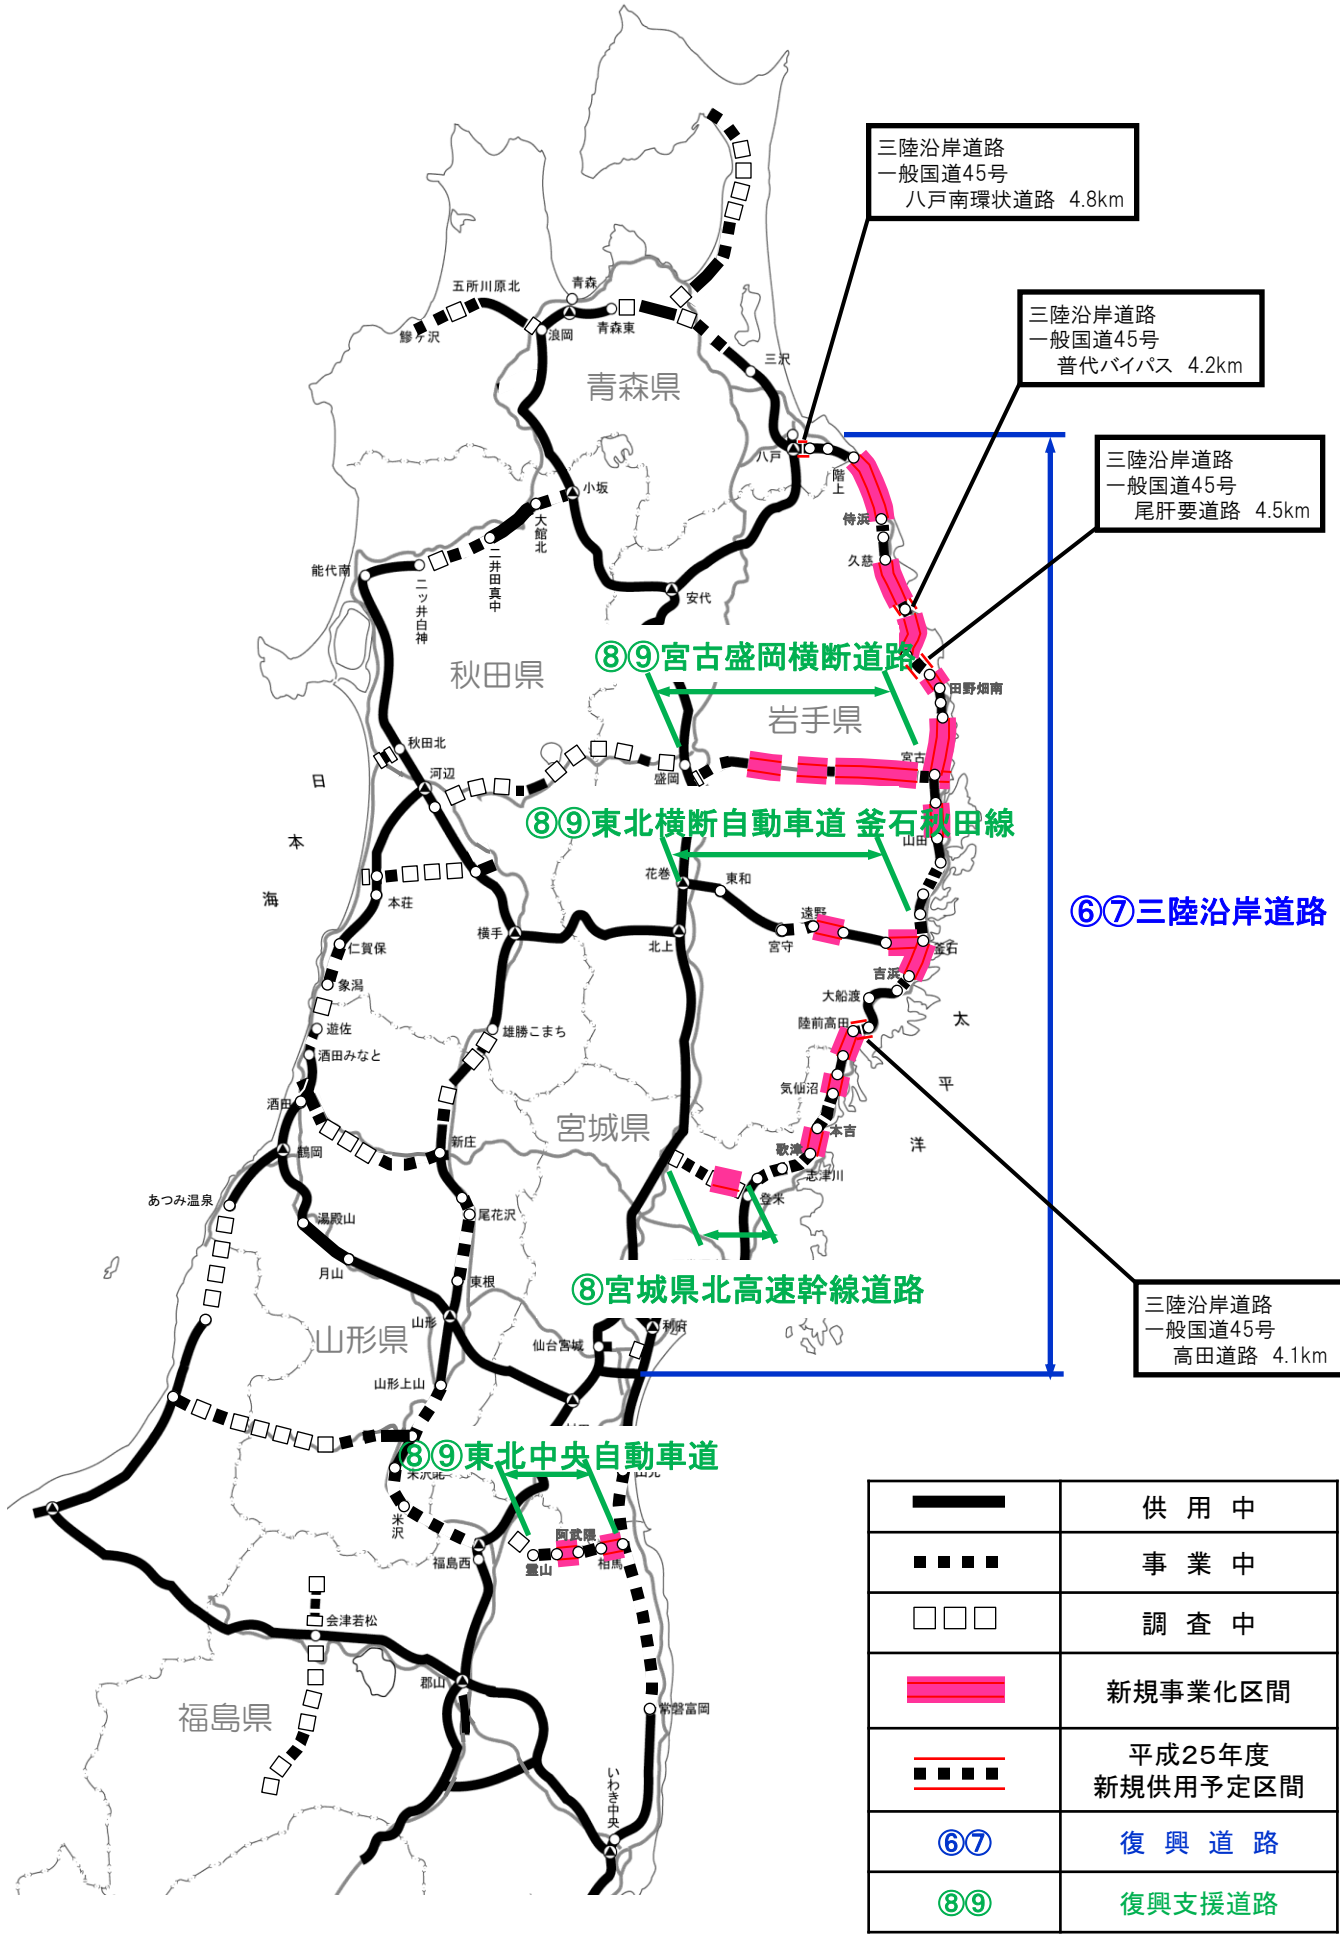 三陸沿岸道路
一般国道45号
八戸南環状道路 4.8km
三陸沿岸道路
一般国道45号
普代バイパス 4.2km
三陸沿岸道路
一般国道45号
尾肝要道路 4.5km
五所川原北
青森
鰺ヶ沢
浪岡
青森東
三沢
青森県
八戸
階上
小坂
大館北
侍浜
二井田真中
久慈
能代南
二ッ井白神
安代
⑧⑨宮古盛岡横断道路
秋田県
田野畑南
岩手県
秋田北
宮古
河辺
盛岡
日本海
⑧⑨東北横断自動車道 釜石秋田線
山田
花巻
東和
本荘
遠野
⑥⑦三陸沿岸道路
横手
北上
宮守
釜石
仁賀保
吉浜
象潟
大船渡
太平洋
遊佐
雄勝こまち
陸前高田
酒田みなと
気仙沼
酒田
宮城県
本吉
新庄
歌津
鶴岡
志津川
あつみ温泉
登米
湯殿山
尾花沢
月山
東根
⑧宮城県北高速幹線道路
山形
利府
山形県
仙台宮城
三陸沿岸道路
一般国道45号
高田道路 4.1km
山形上山
⑧⑨東北中央自動車道
米沢北
米沢
阿武隈
福島西
霊山
相馬
会津若松
郡山
福島県
常磐富岡
いわき中央
供用中
事業中
調査中
新規事業化区間
平成25年度
新規供用予定区間
⑥⑦ 復興道路
⑧⑨ 復興支援道路